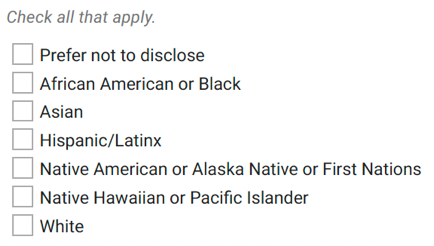 Check all that apply.
Prefer not to disclose
African American or Black
Asian
Hispanic/Latinx
Native American or Alaska Native or First Nations
Native Hawaiian or Pacific Islander
White